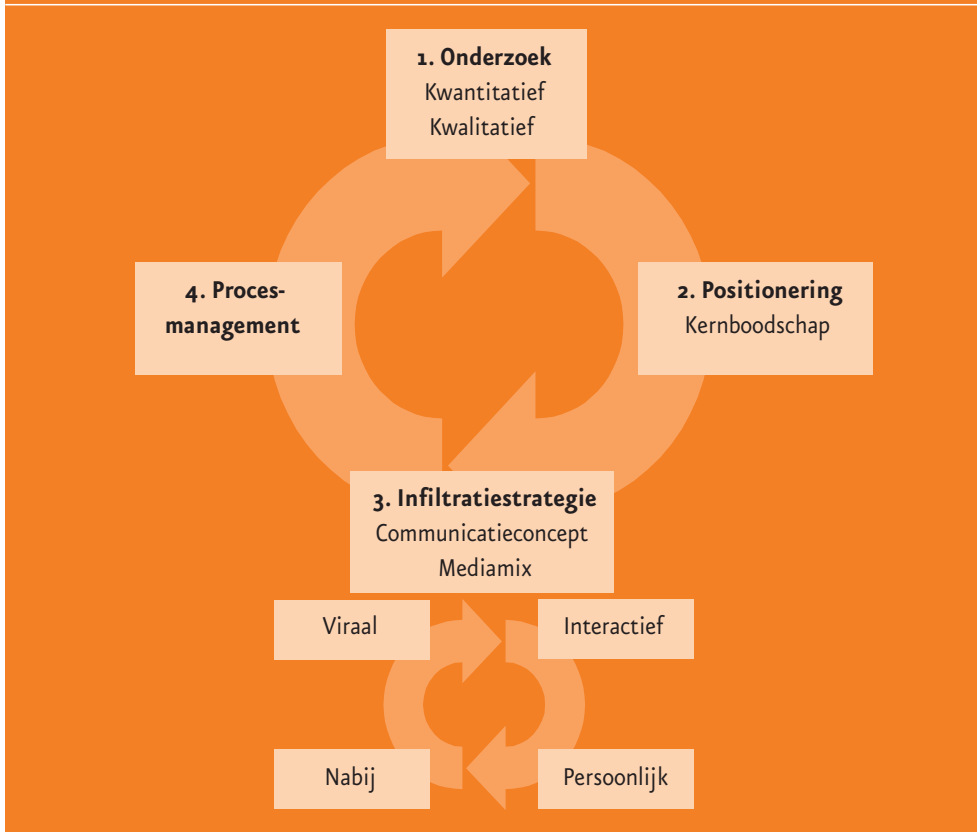 1. Onderzoek
Kwantitatief
Kwalitatief
2. Positionering
Kernboodschap
3. Infiltratiestrategie
Communicatieconcept
Mediamix
4. Proces-
management
Viraal
Interactief
Nabij
Persoonlijk